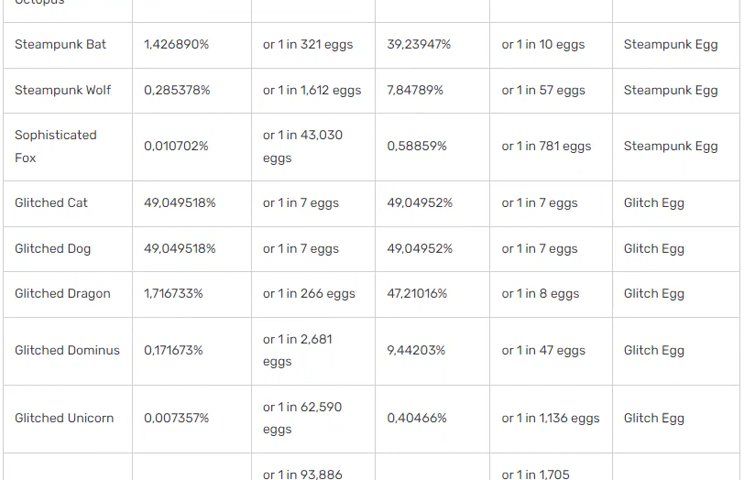 Octopus
Steampunk Bat 1,426890% or 1 in 321 eggs 39,23947% or 1 in 10 eggs Steampunk Egg
Steampunk Wolf 0,285378% or 1 in 1,612 eggs 7,84789% or 1 in 57 eggs Steampunk Egg
Sophisticated Fox 0,010702% or 1 in 43,030 eggs 0,58859% or 1 in 781 eggs Steampunk Egg
Glitched Cat 49,049518% or 1 in 7 eggs 49,04952% or 1 in 7 eggs Glitch Egg
Glitched Dog 49,049518% or 1 in 7 eggs 49,04952% or 1 in 7 eggs Glitch Egg
Glitched Dragon 1,716733% or 1 in 266 eggs 47,21016% or 1 in 8 eggs Glitch Egg
Glitched Dominus 0,171673% or 1 in 2,681 eggs 9,44203% or 1 in 47 eggs Glitch Egg
Glitched Unicorn 0,007357% or 1 in 62,590 eggs 0,40466% or 1 in 1,136 eggs Glitch Egg
or 1 in 93,886 or 1 in 1,705